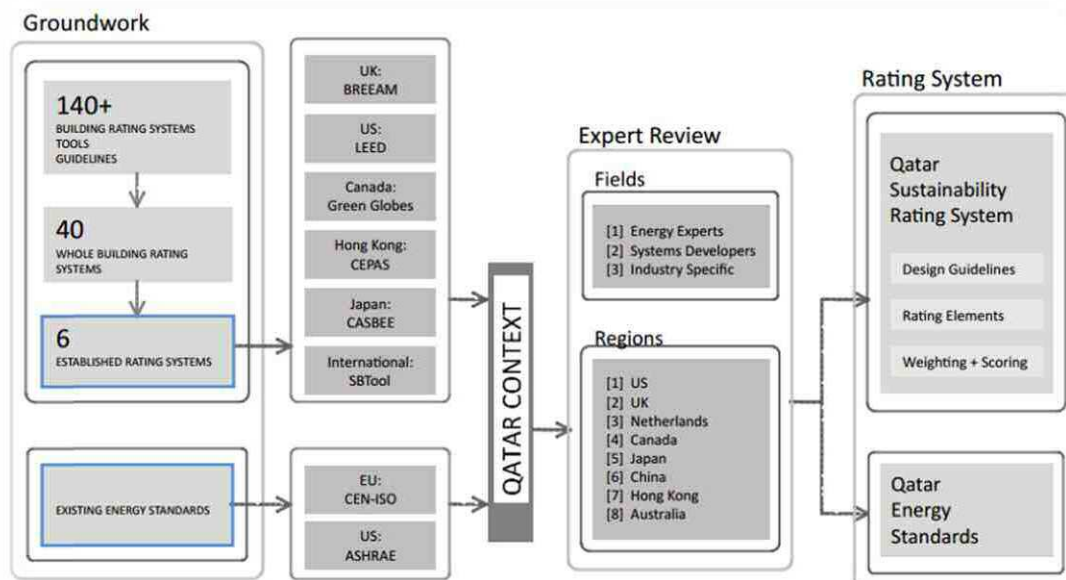 Groundwork
140+
BUILDING RATING SYSTEMS
TOOLS
GUIDELINES
40
WHOLE BUILDING RATING
SYSTEMS
6
ESTABLISHED RATING SYSTEMS
EXISTING ENERGY STANDARDS
UK:
BREEAM
US:
LEED
Canada:
Green Globes
Hong Kong:
CEPAS
Japan:
CASBEE
International:
SBTool
EU:
CEN-ISO
US:
ASHRAE
QATAR CONTEXT
Expert Review
Fields
[1] Energy Experts
[2] Systems Developers
[3] Industry Specific
Regions
[1] US
[2] UK
[3] Netherlands
[4] Canada
[5] Japan
[6] China
[7] Hong Kong
[8] Australia
Rating System
Qatar
Sustainability
Rating System
Design Guidelines
Rating Elements
Weighting + Scoring
Qatar
Energy
Standards